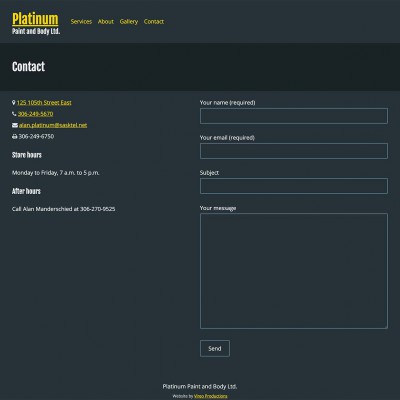 Platinum
Paint and Body Ltd.
Services About Gallery Contact
Contact
125 105th Street East
306-249-5670
alan.platinum@sasktel.net
306-249-6750
Store hours
Monday to Friday, 7 a.m. to 5 p.m.
After hours
Call Alan Manderschied at 306-270-9525
Your name (required)
Your email (required)
Subject
Your message
Send
Platinum Paint and Body Ltd.
Website by Vireo Productions